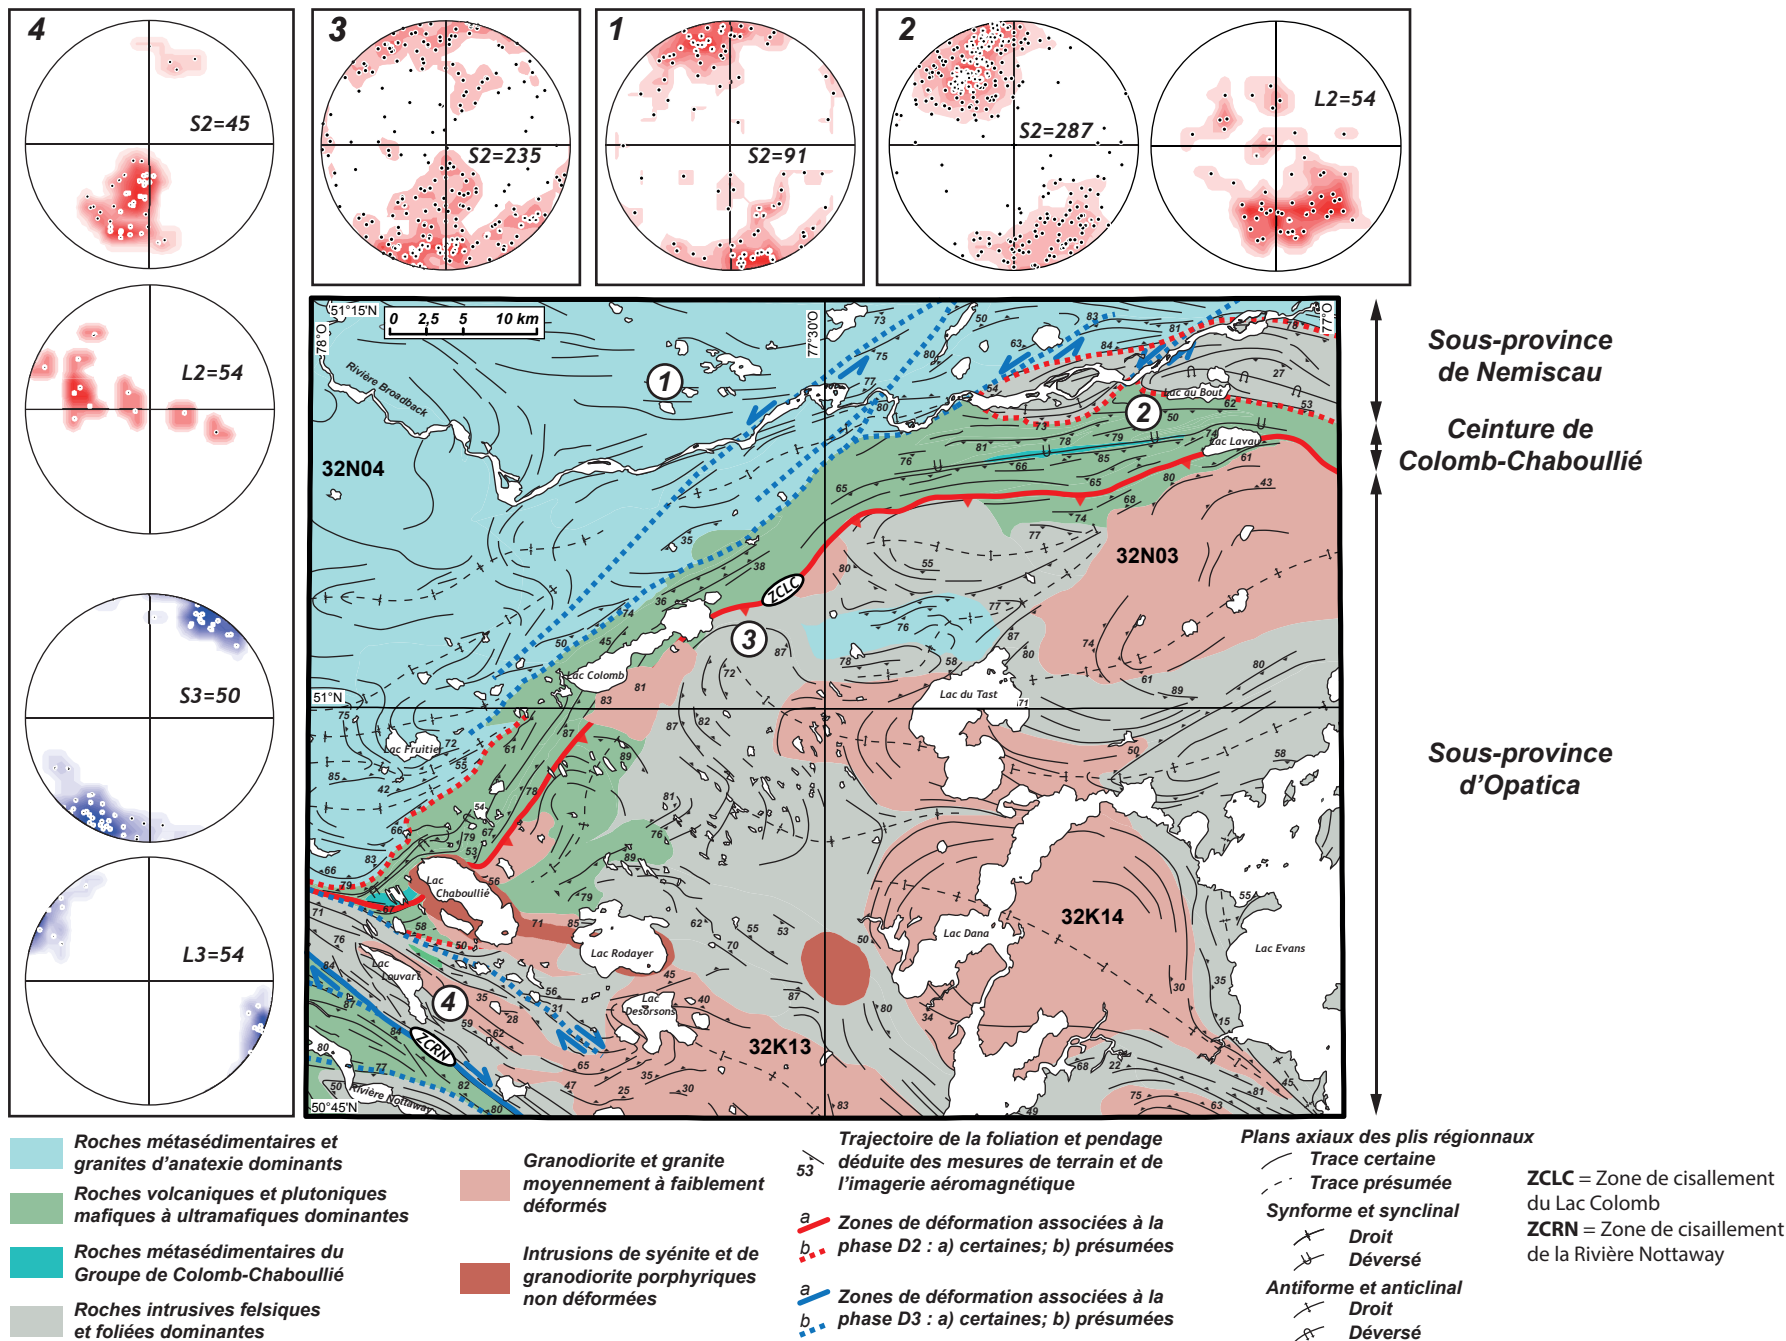 4
S2=45
L2=54
S3=50
L3=54
3
S2=235
1
S2=91
2
S2=287
L2=54
51°15'N
0 2,5 5 10 km
78°O
77°30'O
77°O
Rivière Broadback
1
2
Lac au Bout
Lac Lavau
32N04
32N03
ZCLC
3
Lac Colomb
Lac du Tast
51°N
Lac Fruitier
Lac
Chaboullié
Lac Rodayer
Lac Dana
32K14
Lac Evans
Lac
Louvart
4
Lac
Desorsons
ZCRN
32K13
Rivière Nottaway
50°45'N
Sous-province
de Nemiscau
Ceinture de
Colomb-Chaboullié
Sous-province
d'Opatica
Roches métasédimentaires et
granites d'anatexie dominants
Roches volcaniques et plutoniques
mafiques à ultramafiques dominantes
Roches métasédimentaires du
Groupe de Colomb-Chaboullié
Roches intrusives felsiques
et foliées dominantes
Granodiorite et granite
moyennement à faiblement
déformés
Intrusions de syénite et de
granodiorite porphyriques
non déformées
53
Trajectoire de la foliation et pendage
déduite des mesures de terrain et de
l'imagerie aéromagnétique
a
b
Zones de déformation associées à la
phase D2 : a) certaines; b) présumées
a
b
Zones de déformation associées à la
phase D3 : a) certaines; b) présumées
Plans axiaux des plis régionnaux
Trace certaine
Trace présumée
Synforme et synclinal
Droit
Déversé
Antiforme et anticlinal
Droit
Déversé
ZCLC = Zone de cisallement
du Lac Colomb
ZCRN = Zone de cisaillement
de la Rivière Nottaway